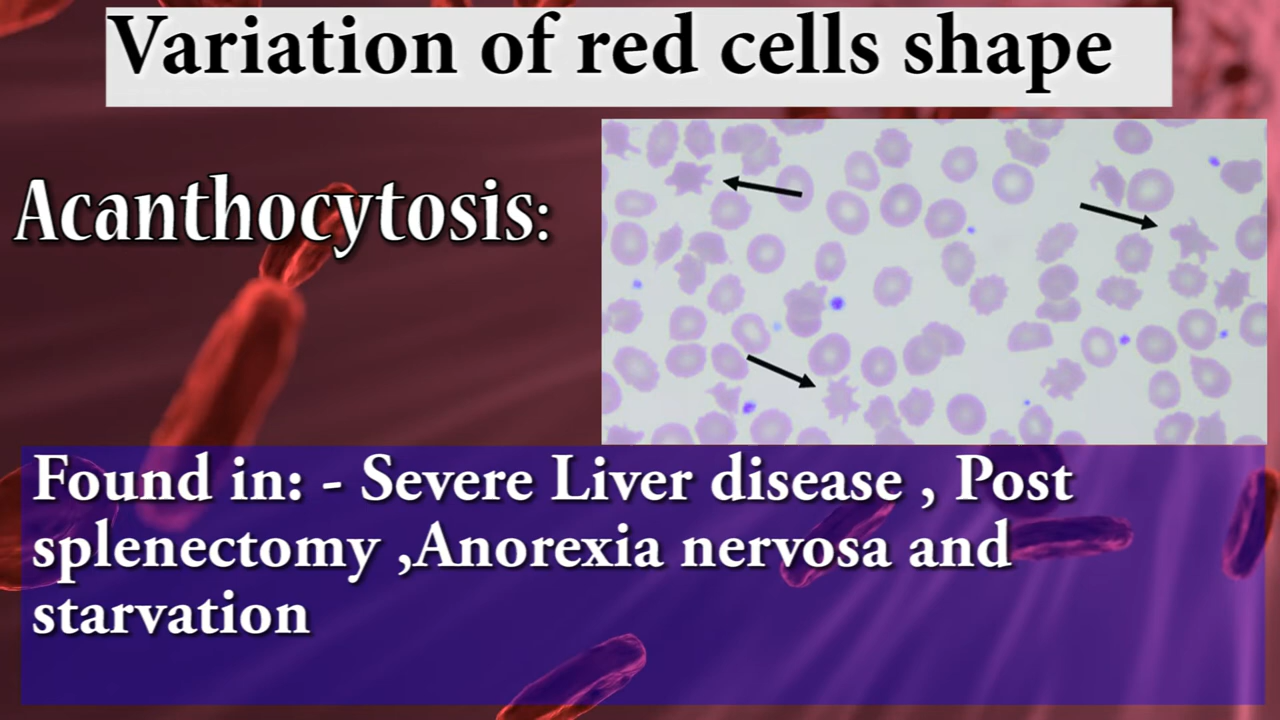 Variation of red cells shape
Acanthocytosis:
Found in: - Severe Liver disease , Post
splenectomy ,Anorexia nervosa and
starvation